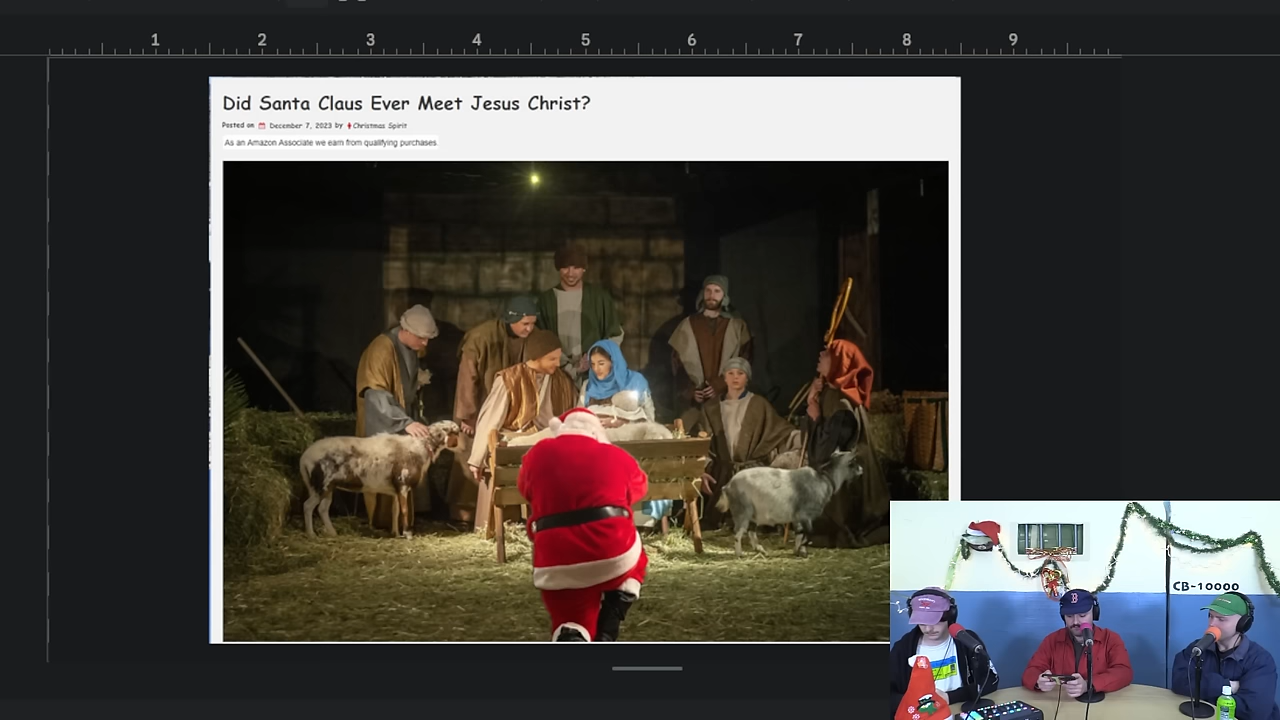 1 2 3 4 5 6 7 8 9
Did Santa Claus Ever Meet Jesus Christ?
Posted on December 7, 2023 by Christmas Spirit
As an Amazon Associate we earn from qualifying purchases.
CB-10000
B